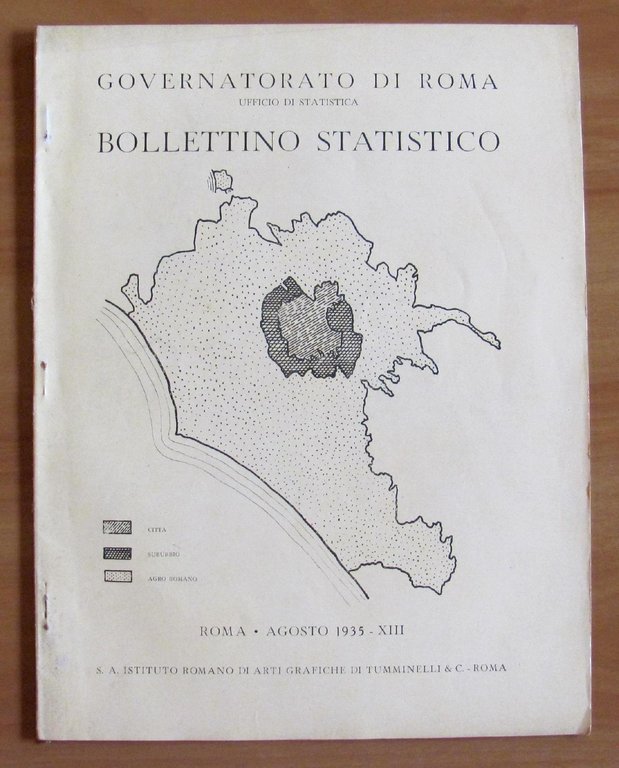 GOVERNATORATO DI ROMA
UFFICIO DI STATISTICA
BOLLETTINO STATISTICO
CITTA
SUBURBIO
AGRO ROMANO
ROMA • AGOSTO 1935 - XIII
S. A. ISTITUTO ROMANO DI ARTI GRAFICHE DI TUMMINELLI & C. - ROMA